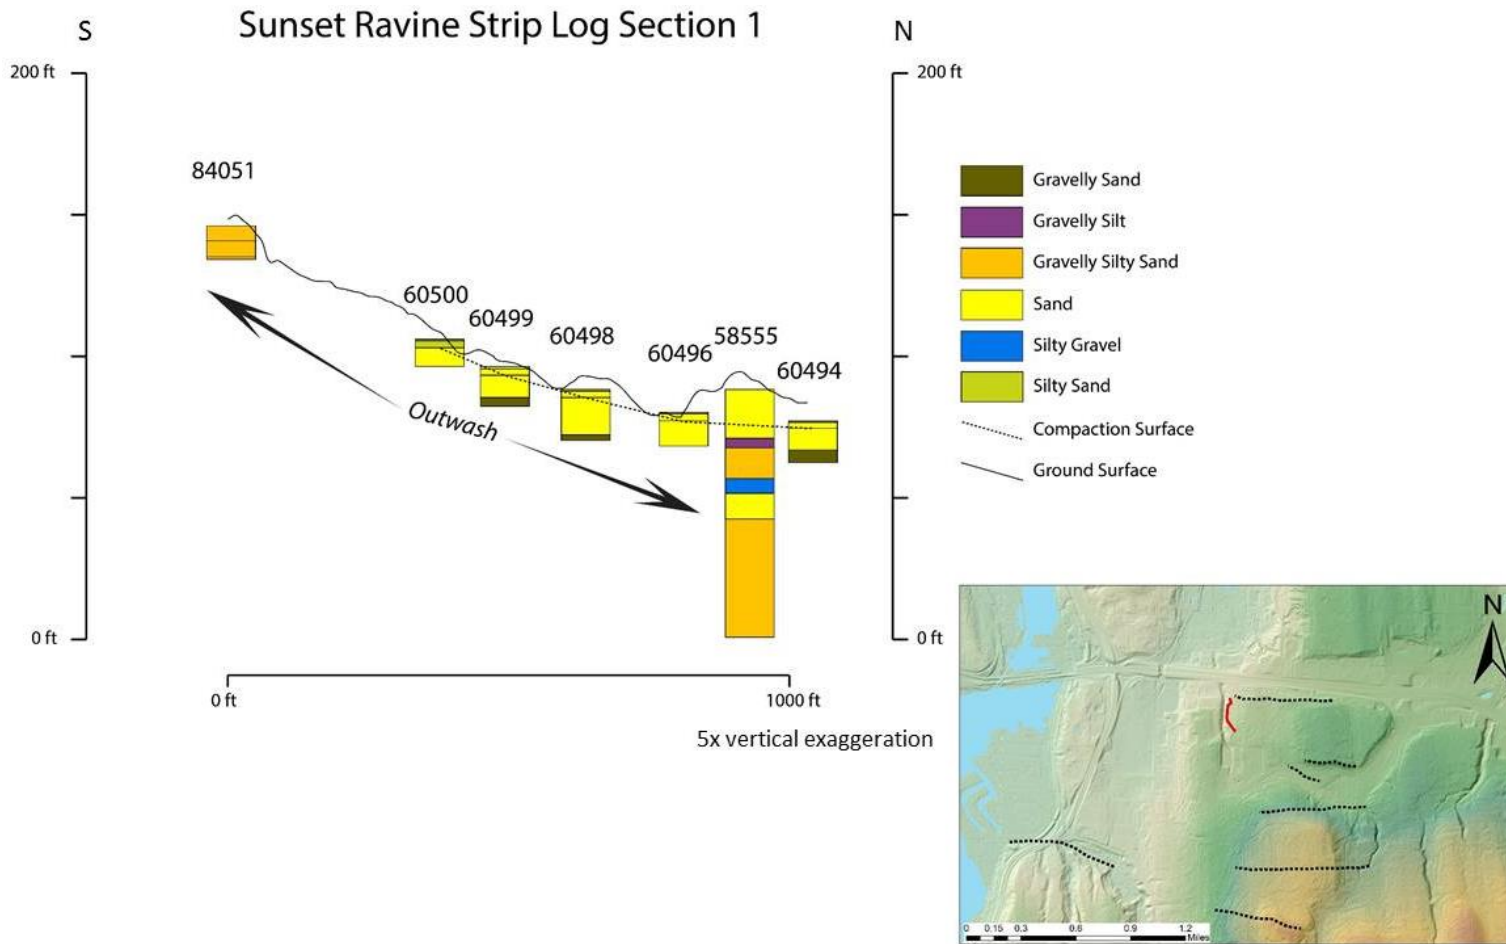 Sunset Ravine Strip Log Section 1
S
N
200 ft
200 ft
84051
60500
60499
60498
60496
58555
60494
Outwash
0 ft
0 ft
0 ft
1000 ft
5x vertical exaggeration
Gravelly Sand
Gravelly Silt
Gravelly Silty Sand
Sand
Silty Gravel
Silty Sand
Compaction Surface
Ground Surface
N
0 0.15 0.3 0.6 0.9 1.2
Miles